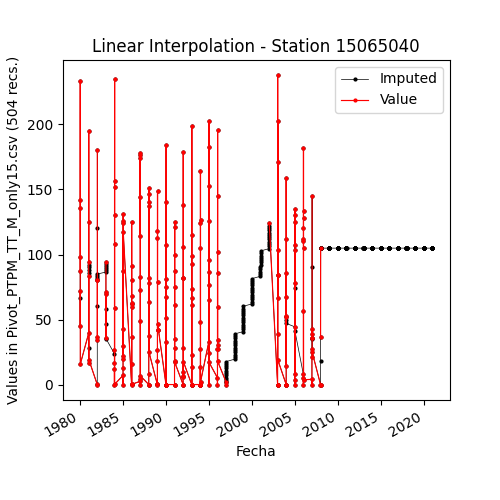 Linear Interpolation - Station 15065040
Values in Pivot_PTPM_TT_M_only15.csv (504 recs.)
Imputed
Value
200
150
100
50
0
1980
1985
1990
1995
2000
2005
2010
2015
2020
Fecha